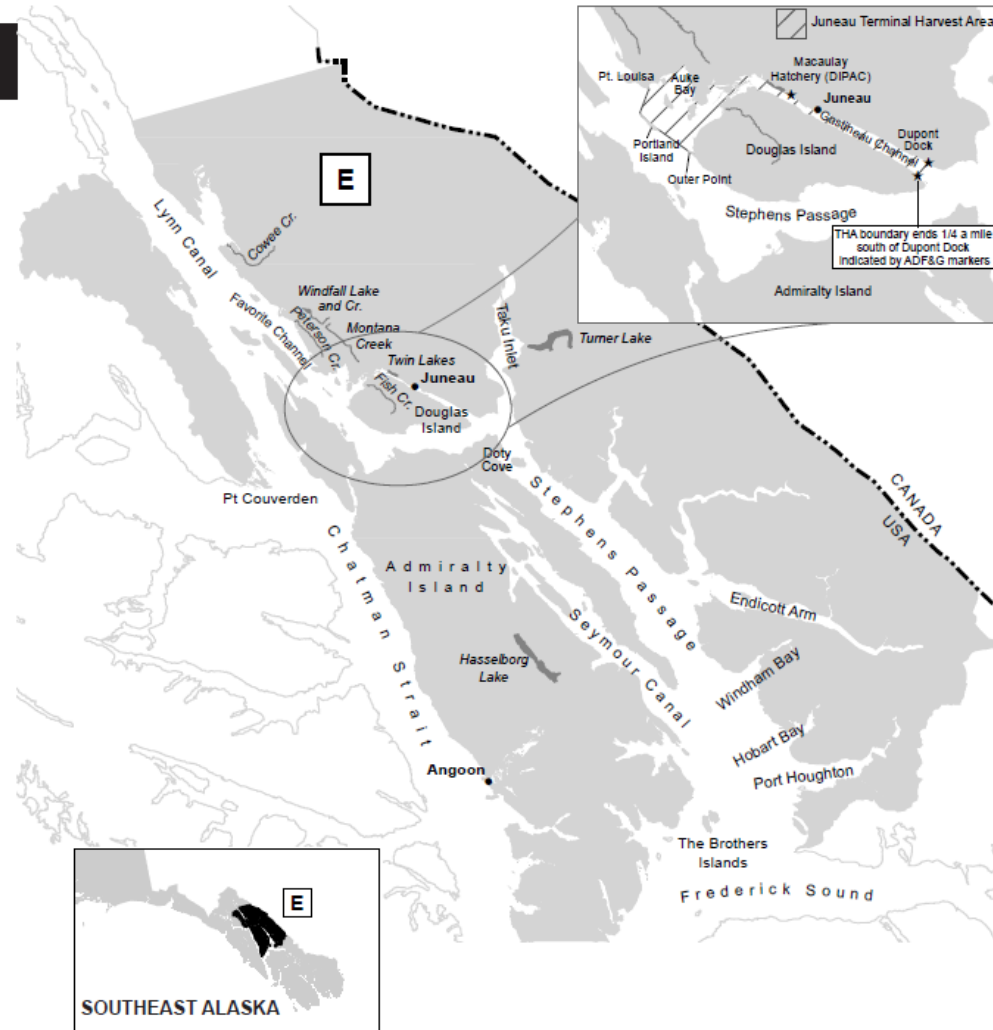 Juneau Terminal Harvest Area
Macaulay
Hatchery (DIPAC)
Pt. Louisa
Auke
Bay
Juneau
Gastineau Channel
Dupont
Dock
Portland
Island
Douglas Island
Outer Point
Stephens Passage
THA boundary ends 1/4 a mile
south of Dupont Dock
indicated by ADF&G markers
Admiralty Island
E
Lynn Canal
Cowee Cr.
Windfall Lake
and Cr.
Favorite Channel
Peterson Cr.
Montana
Creek
Twin Lakes
Juneau
Fish Cr.
Douglas
Island
Taku Inlet
Turner Lake
Doty
Cove
Pt Couverden
CANADA
USA
Chatman Strait
Admiralty
Island
Stephens Passage
Seymour Canal
Endicott Arm
Hasselborg
Lake
Windham Bay
Hobart Bay
Port Houghton
Angoon
The Brothers
Islands
Frederick Sound
E
SOUTHEAST ALASKA